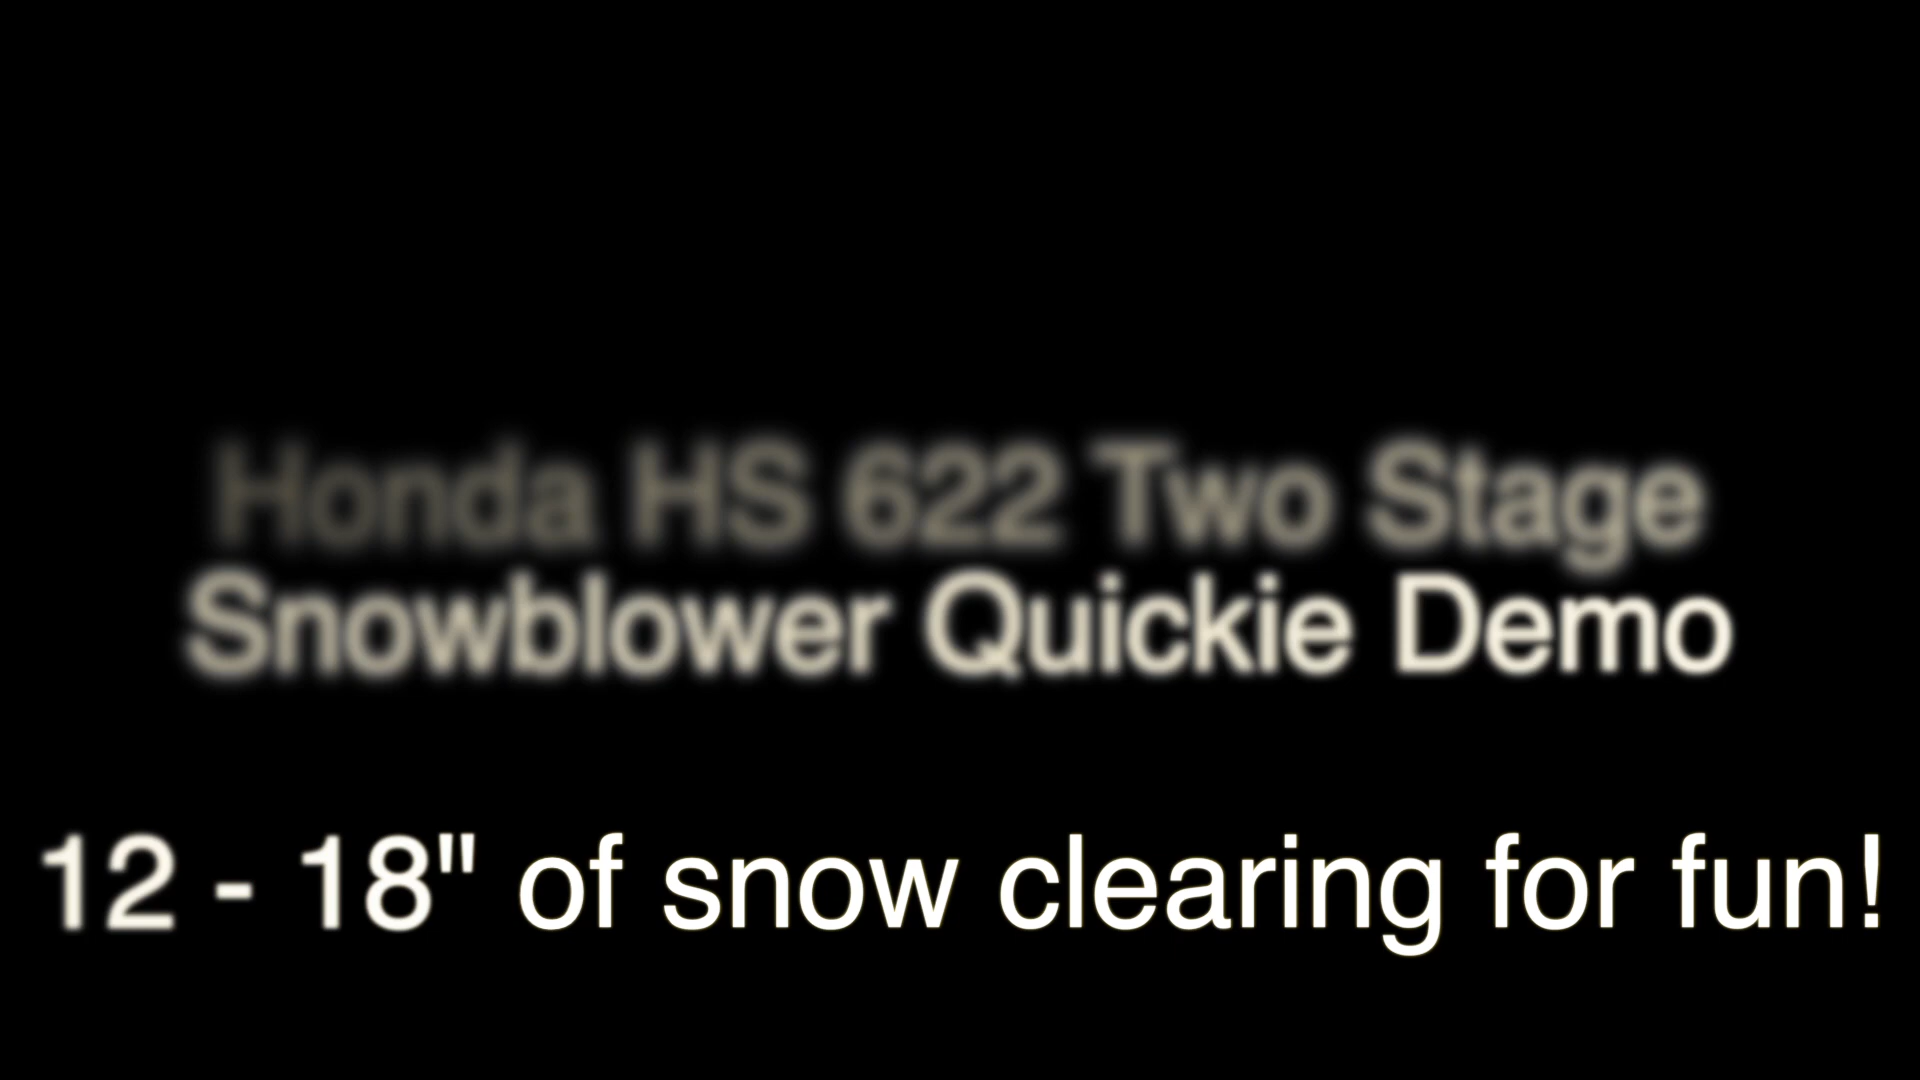 Honda HS 622 Two Stage
Snowblower Quickie Demo
12 - 18" of snow clearing for fun!